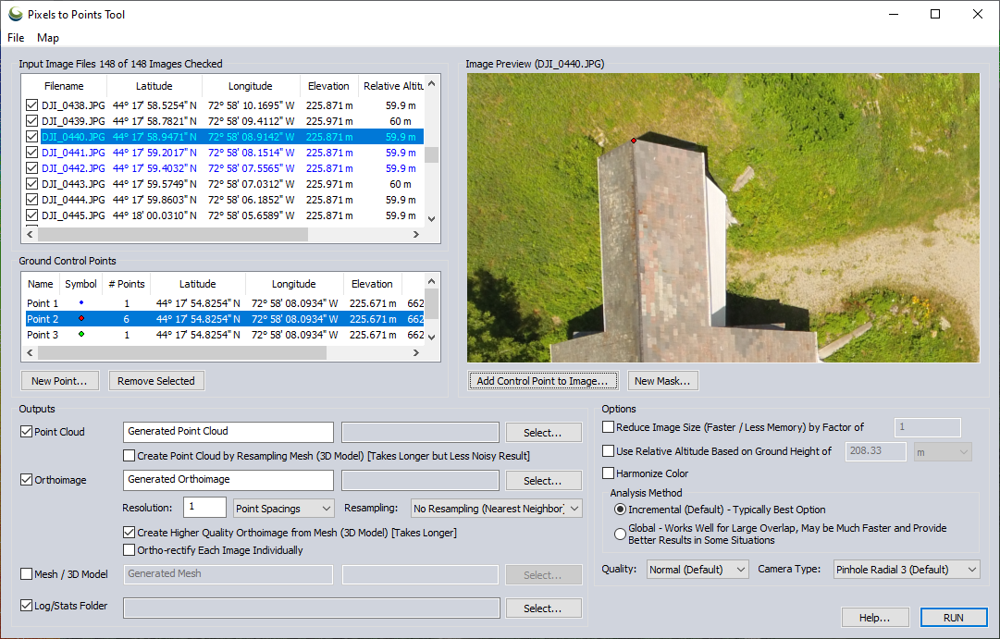 Pixels to Points Tool
File Map
Input Image Files 148 of 148 Images Checked
Filename Latitude Longitude Elevation Relative Altitu
DJI_0438.JPG 44° 17' 58.5254" N 72° 58' 10.1695" W 225.871 m 59.9 m
DJI_0439.JPG 44° 17' 58.7821" N 72° 58' 09.4112" W 225.971 m 60 m
DJI_0440.JPG 44° 17' 58.9471" N 72° 58' 08.9142" W 225.871 m 59.9 m
DJI_0441.JPG 44° 17' 59.2017" N 72° 58' 08.1514" W 225.871 m 59.9 m
DJI_0442.JPG 44° 17' 59.4032" N 72° 58' 07.5565" W 225.871 m 59.9 m
DJI_0443.JPG 44° 17' 59.5749" N 72° 58' 07.0312" W 225.971 m 60 m
DJI_0444.JPG 44° 17' 59.8603" N 72° 58' 06.1852" W 225.871 m 59.9 m
DJI_0445.JPG 44° 18' 00.0310" N 72° 58' 05.6589" W 225.871 m 59.9 m
Image Preview (DJI_0440.JPG)
Ground Control Points
Name Symbol # Points Latitude Longitude Elevation
Point 1 1 44° 17' 54.8254" N 72° 58' 08.0934" W 225.671 m 662
Point 2 6 44° 17' 54.8254" N 72° 58' 08.0934" W 225.671 m 662
Point 3 1 44° 17' 54.8254" N 72° 58' 08.0934" W 225.671 m 662
New Point... Remove Selected
Add Control Point to Image... New Mask...
Outputs
Point Cloud Generated Point Cloud Select...
Create Point Cloud by Resampling Mesh (3D Model) [Takes Longer but Less Noisy Result]
Orthoimage Generated Orthoimage Select...
Resolution: 1 Point Spacings Resampling: No Resampling (Nearest Neighbor)
Create Higher Quality Orthoimage from Mesh (3D Model) [Takes Longer]
Ortho-rectify Each Image Individually
Mesh / 3D Model Generated Mesh Select...
Log/Stats Folder Select...
Options
Reduce Image Size (Faster / Less Memory) by Factor of 1
Use Relative Altitude Based on Ground Height of 208.33 m
Harmonize Color
Analysis Method
Incremental (Default) - Typically Best Option
Global - Works Well for Large Overlap, May be Much Faster and Provide
Better Results in Some Situations
Quality: Normal (Default) Camera Type: Pinhole Radial 3 (Default)
Help... RUN